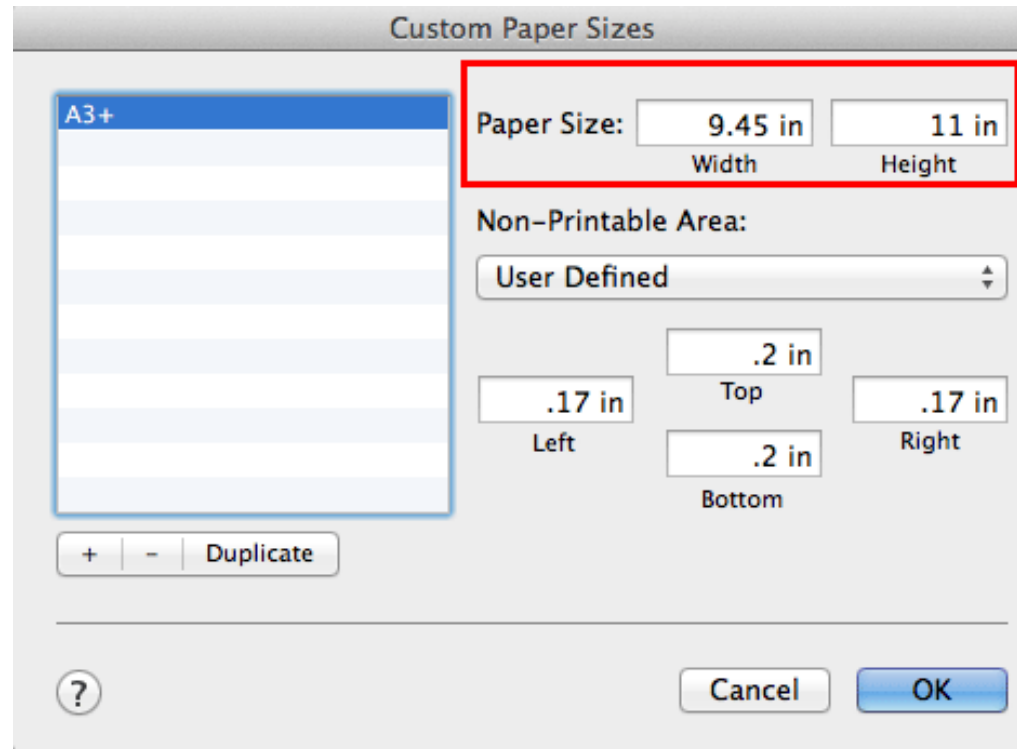 Custom Paper Sizes
A3+
Paper Size: 9.45 in 11 in
Width Height
Non-Printable Area:
User Defined
.2 in
Top
.17 in .17 in
Left Right
.2 in
Bottom
+ - Duplicate
? Cancel OK